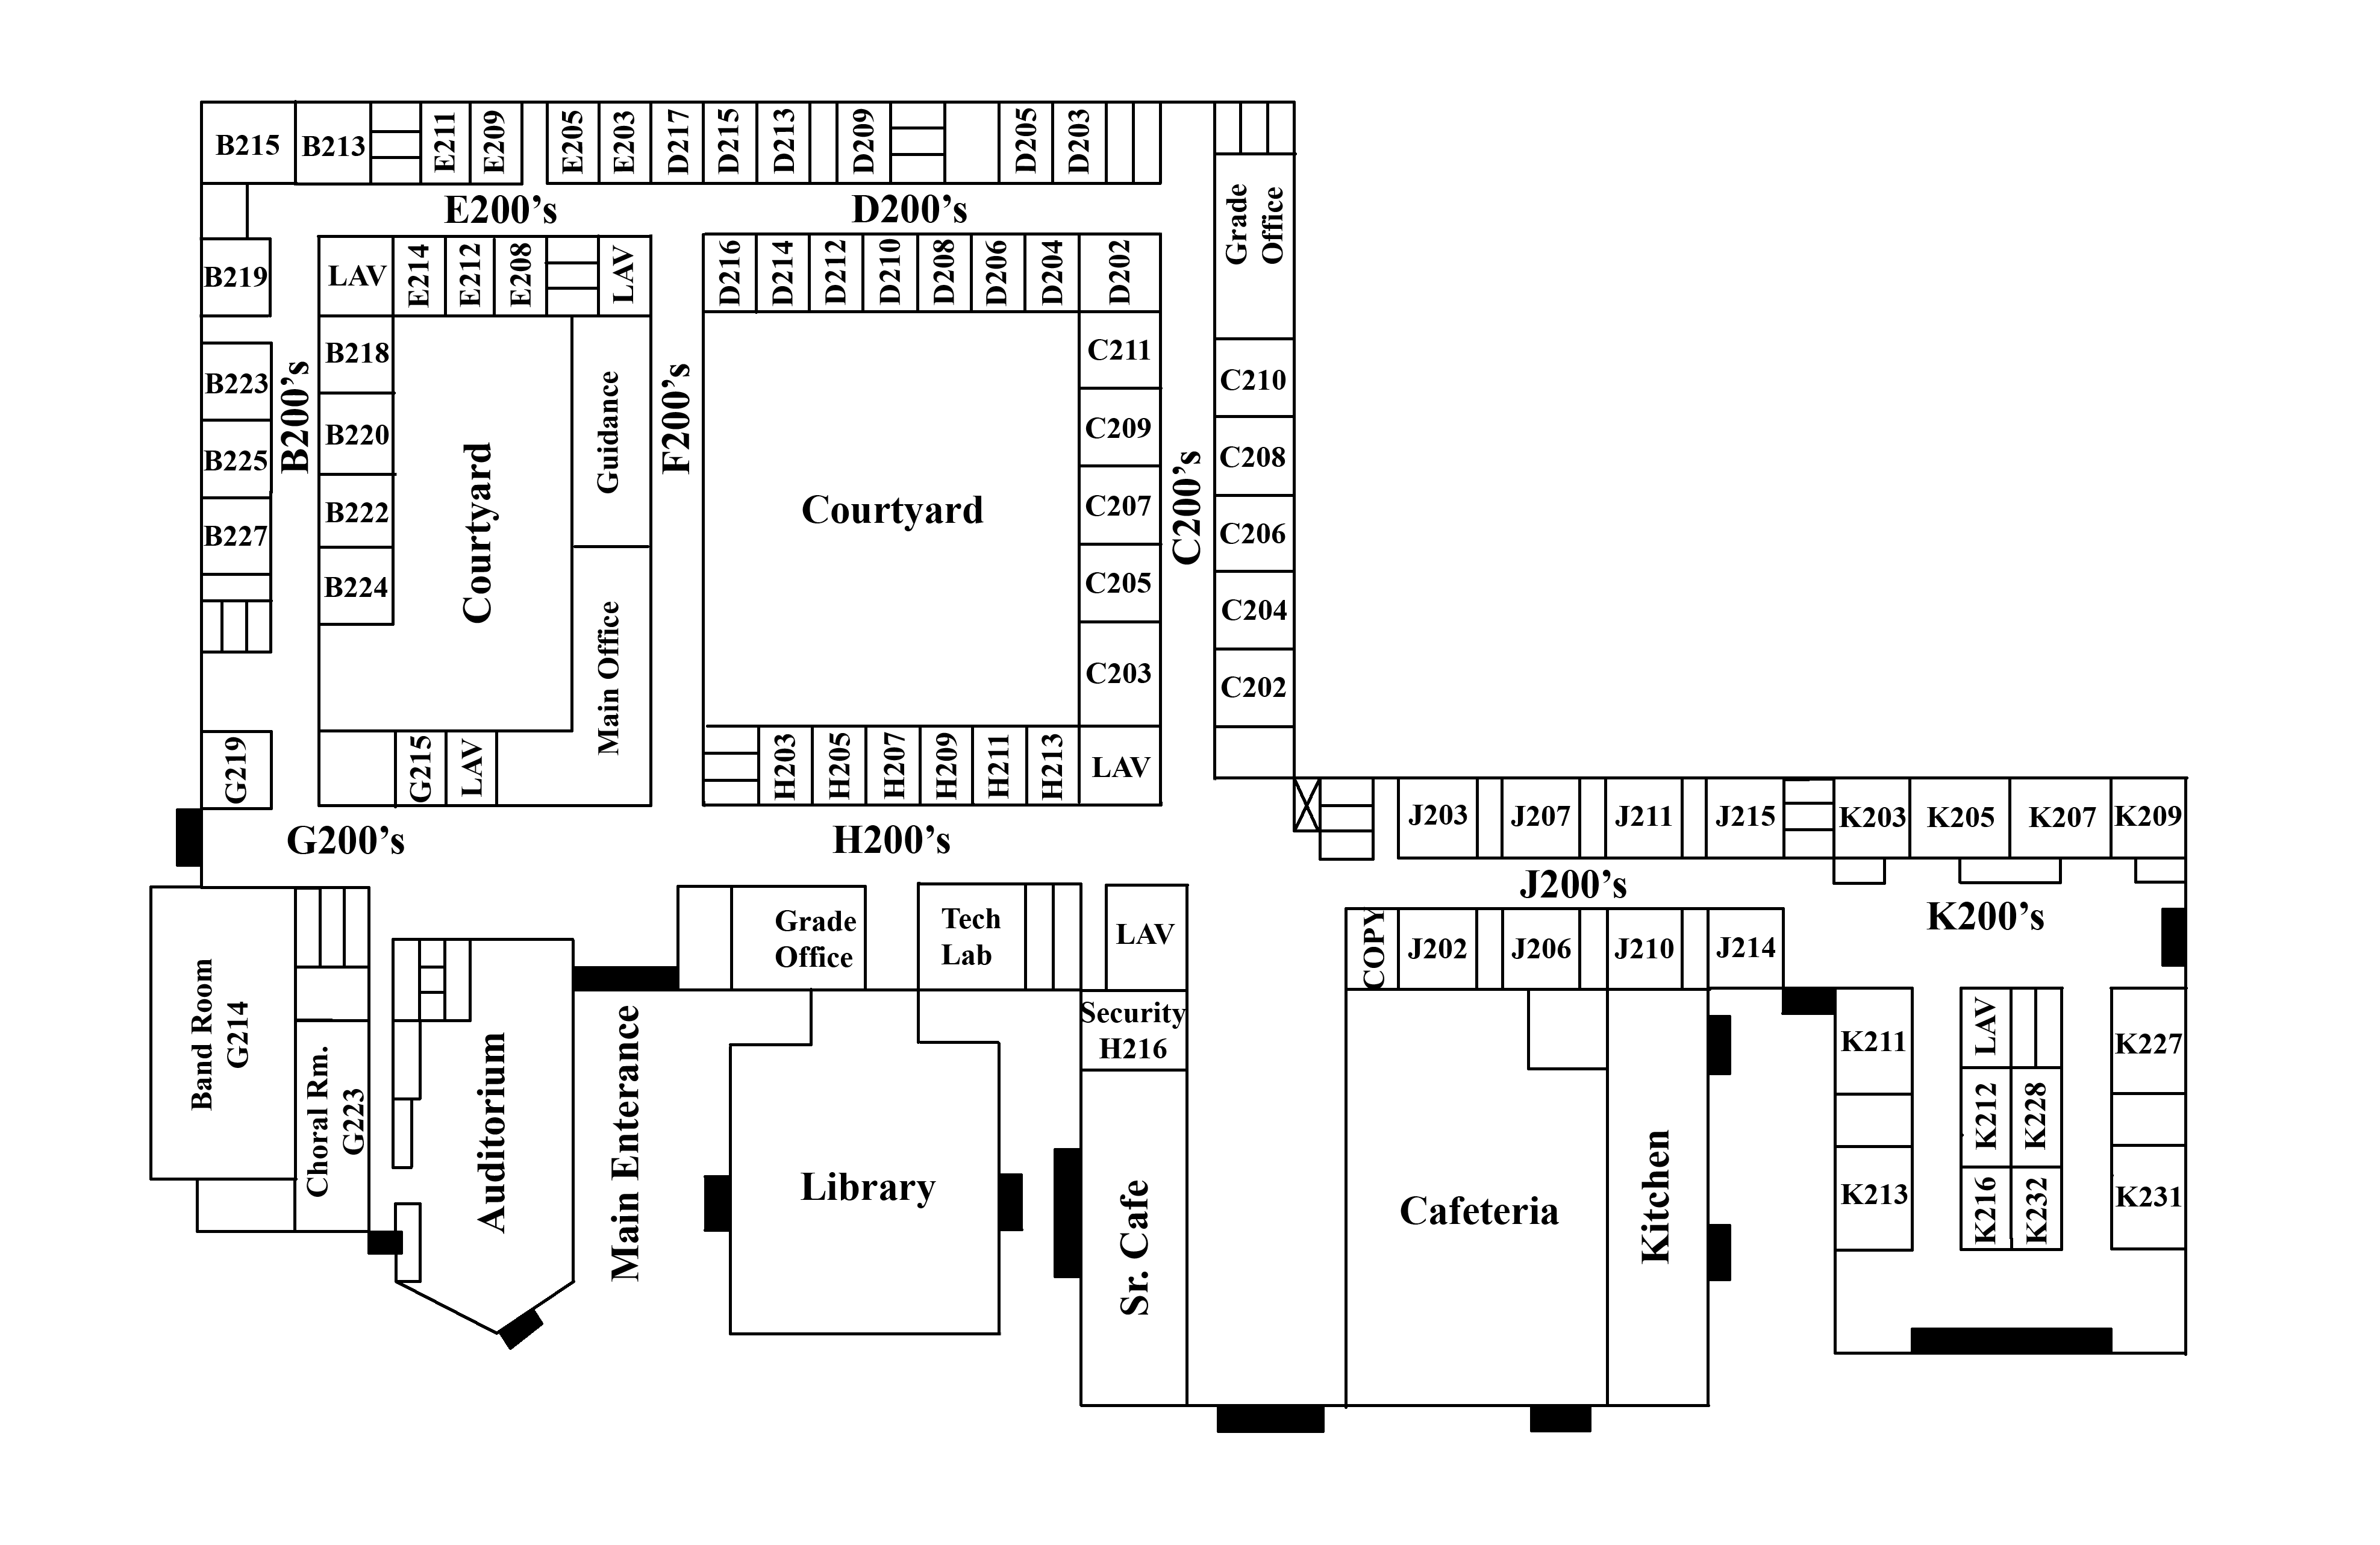 B215
B213
E211
E209
E205
E203
D217
D215
D213
D209
D205
D203
E200's
D200's
Grade
Office
B219
LAV
E214
E212
E208
LAV
D216
D214
D212
D210
D208
D206
D204
D202
B218
C211
B223
B200's
Guidance
F200's
C210
B220
C209
B225
C208
Courtyard
Courtyard
B222
C207
C200's
B227
C206
B224
C205
C204
Main Office
C203
C202
G219
G215
LAV
H203
H205
H207
H209
H211
H213
LAV
G200's
H200's
J203
J207
J211
J215
K203
K205
K207
K209
J200's
K200's
Grade
Office
Tech
Lab
LAV
COPY
J202
J206
J210
J214
Band Room
G214
Security
H216
K211
LAV
K227
Choral Rm.
G223
Auditorium
Main Enterance
K212
K228
Library
Sr. Cafe
Cafeteria
Kitchen
K213
K216
K232
K231